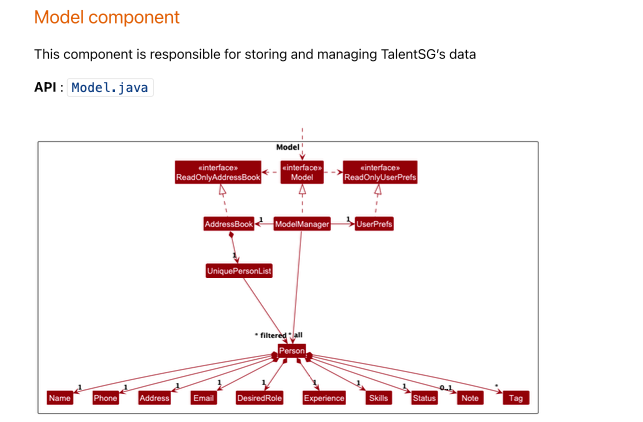 Model component
This component is responsible for storing and managing TalentSG's data
API : Model.java
Model
«interface» «interface» «interface»
ReadOnlyAddressBook Model ReadOnlyUserPrefs
AddressBook 1 ModelManager 1 UserPrefs
1
UniquePersonList
* filtered * all
Person
1 1 1 1 1 1 1 1 0..1 *
Name Phone Address Email DesiredRole Experience Skills Status Note Tag